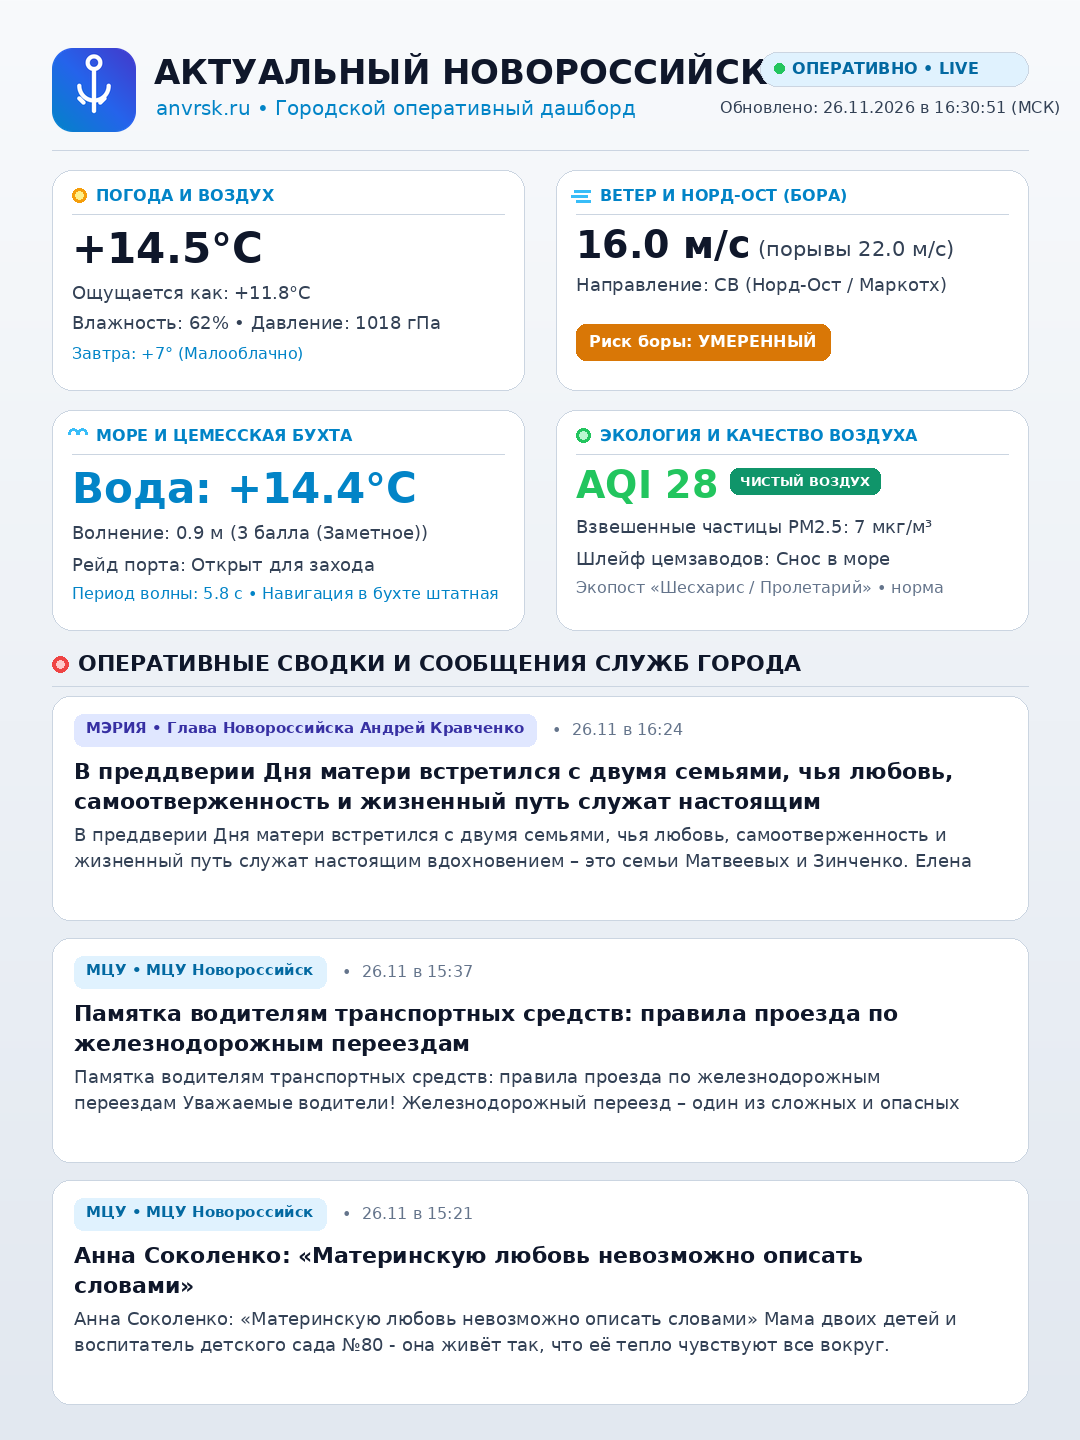 АКТУАЛЬНЫЙ НОВОРОССИЙСК
ОПЕРАТИВНО • LIVE
anvrsk.ru • Городской оперативный дашборд
Обновлено: 26.11.2026 в 16:30:51 (МСК)
ПОГОДА И ВОЗДУХ
+14.5°C
Ощущается как: +11.8°C
Влажность: 62% • Давление: 1018 гПа
Завтра: +7° (Малооблачно)
ВЕТЕР И НОРД-ОСТ (БОРА)
16.0 м/с (порывы 22.0 м/с)
Направление: СВ (Норд-Ост / Маркотх)
Риск боры: УМЕРЕННЫЙ
МОРЕ И ЦЕМЕССКАЯ БУХТА
Вода: +14.4°C
Волнение: 0.9 м (3 балла (Заметное))
Рейд порта: Открыт для захода
Период волны: 5.8 с • Навигация в бухте штатная
ЭКОЛОГИЯ И КАЧЕСТВО ВОЗДУХА
AQI 28 ЧИСТЫЙ ВОЗДУХ
Взвешенные частицы PM2.5: 7 мкг/м³
Шлейф цемзаводов: Снос в море
Экопост «Шесхарис / Пролетарий» • норма
ОПЕРАТИВНЫЕ СВОДКИ И СООБЩЕНИЯ СЛУЖБ ГОРОДА
МЭРИЯ • Глава Новороссийска Андрей Кравченко • 26.11 в 16:24
В преддверии Дня матери встретился с двумя семьями, чья любовь,
самоотверженность и жизненный путь служат настоящим
В преддверии Дня матери встретился с двумя семьями, чья любовь, самоотверженность и
жизненный путь служат настоящим вдохновением – это семьи Матвеевых и Зинченко. Елена
МЦУ • МЦУ Новороссийск • 26.11 в 15:37
Памятка водителям транспортных средств: правила проезда по
железнодорожным переездам
Памятка водителям транспортных средств: правила проезда по железнодорожным
переездам Уважаемые водители! Железнодорожный переезд – один из сложных и опасных
МЦУ • МЦУ Новороссийск • 26.11 в 15:21
Анна Соколенко: «Материнскую любовь невозможно описать
словами»
Анна Соколенко: «Материнскую любовь невозможно описать словами» Мама двоих детей и
воспитатель детского сада №80 - она живёт так, что её тепло чувствуют все вокруг.